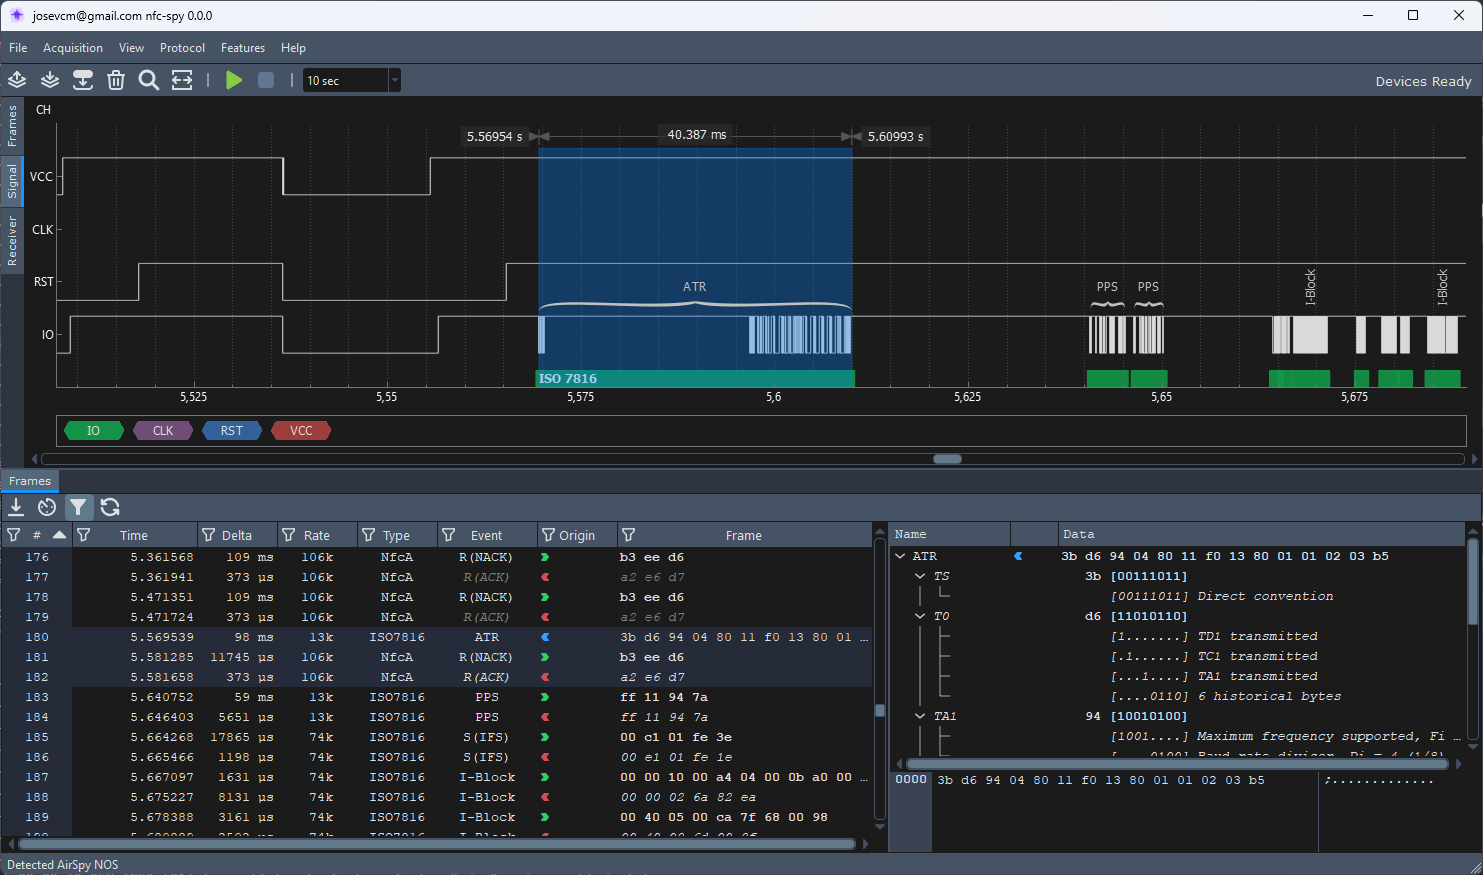 josevcm@gmail.com nfc-spy 0.0.0
File Acquisition View Protocol Features Help
10 sec
Devices Ready
Frames
Signal
Receiver
CH
5.56954 s 40.387 ms 5.60993 s
VCC
CLK
RST
IO
ATR
PPS PPS I-Block I-Block
ISO 7816
5,525 5,55 5,575 5,6 5,625 5,65 5,675
IO CLK RST VCC
Frames
# Time Delta Rate Type Event Origin Frame
176 5.361568 109 ms 106k NfcA R(NACK) b3 ee d6
177 5.361941 373 µs 106k NfcA R(ACK) a2 e6 d7
178 5.471351 109 ms 106k NfcA R(NACK) b3 ee d6
179 5.471724 373 µs 106k NfcA R(ACK) a2 e6 d7
180 5.569539 98 ms 13k ISO7816 ATR 3b d6 94 04 80 11 f0 13 80 01 ...
181 5.581285 11745 µs 106k NfcA R(NACK) b3 ee d6
182 5.581658 373 µs 106k NfcA R(ACK) a2 e6 d7
183 5.640752 59 ms 13k ISO7816 PPS ff 11 94 7a
184 5.646403 5651 µs 13k ISO7816 PPS ff 11 94 7a
185 5.664268 17865 µs 74k ISO7816 S(IFS) 00 c1 01 fe 3e
186 5.665466 1198 µs 74k ISO7816 S(IFS) 00 e1 01 fe 1e
187 5.667097 1631 µs 74k ISO7816 I-Block 00 00 10 00 a4 04 00 0b a0 00 ...
188 5.675227 8131 µs 74k ISO7816 I-Block 00 00 02 6a 82 ea
189 5.678388 3161 µs 74k ISO7816 I-Block 00 40 05 00 ca 7f 68 00 98
Name Data
ATR 3b d6 94 04 80 11 f0 13 80 01 01 02 03 b5
TS 3b [00111011]
[00111011] Direct convention
T0 d6 [11010110]
[1.......] TD1 transmitted
[.1......] TC1 transmitted
[...1....] TA1 transmitted
[....0110] 6 historical bytes
TA1 94 [10010100]
[1001....] Maximum frequency supported, Fi ...
0000 3b d6 94 04 80 11 f0 13 80 01 01 02 03 b5 ;.............
Detected AirSpy NOS